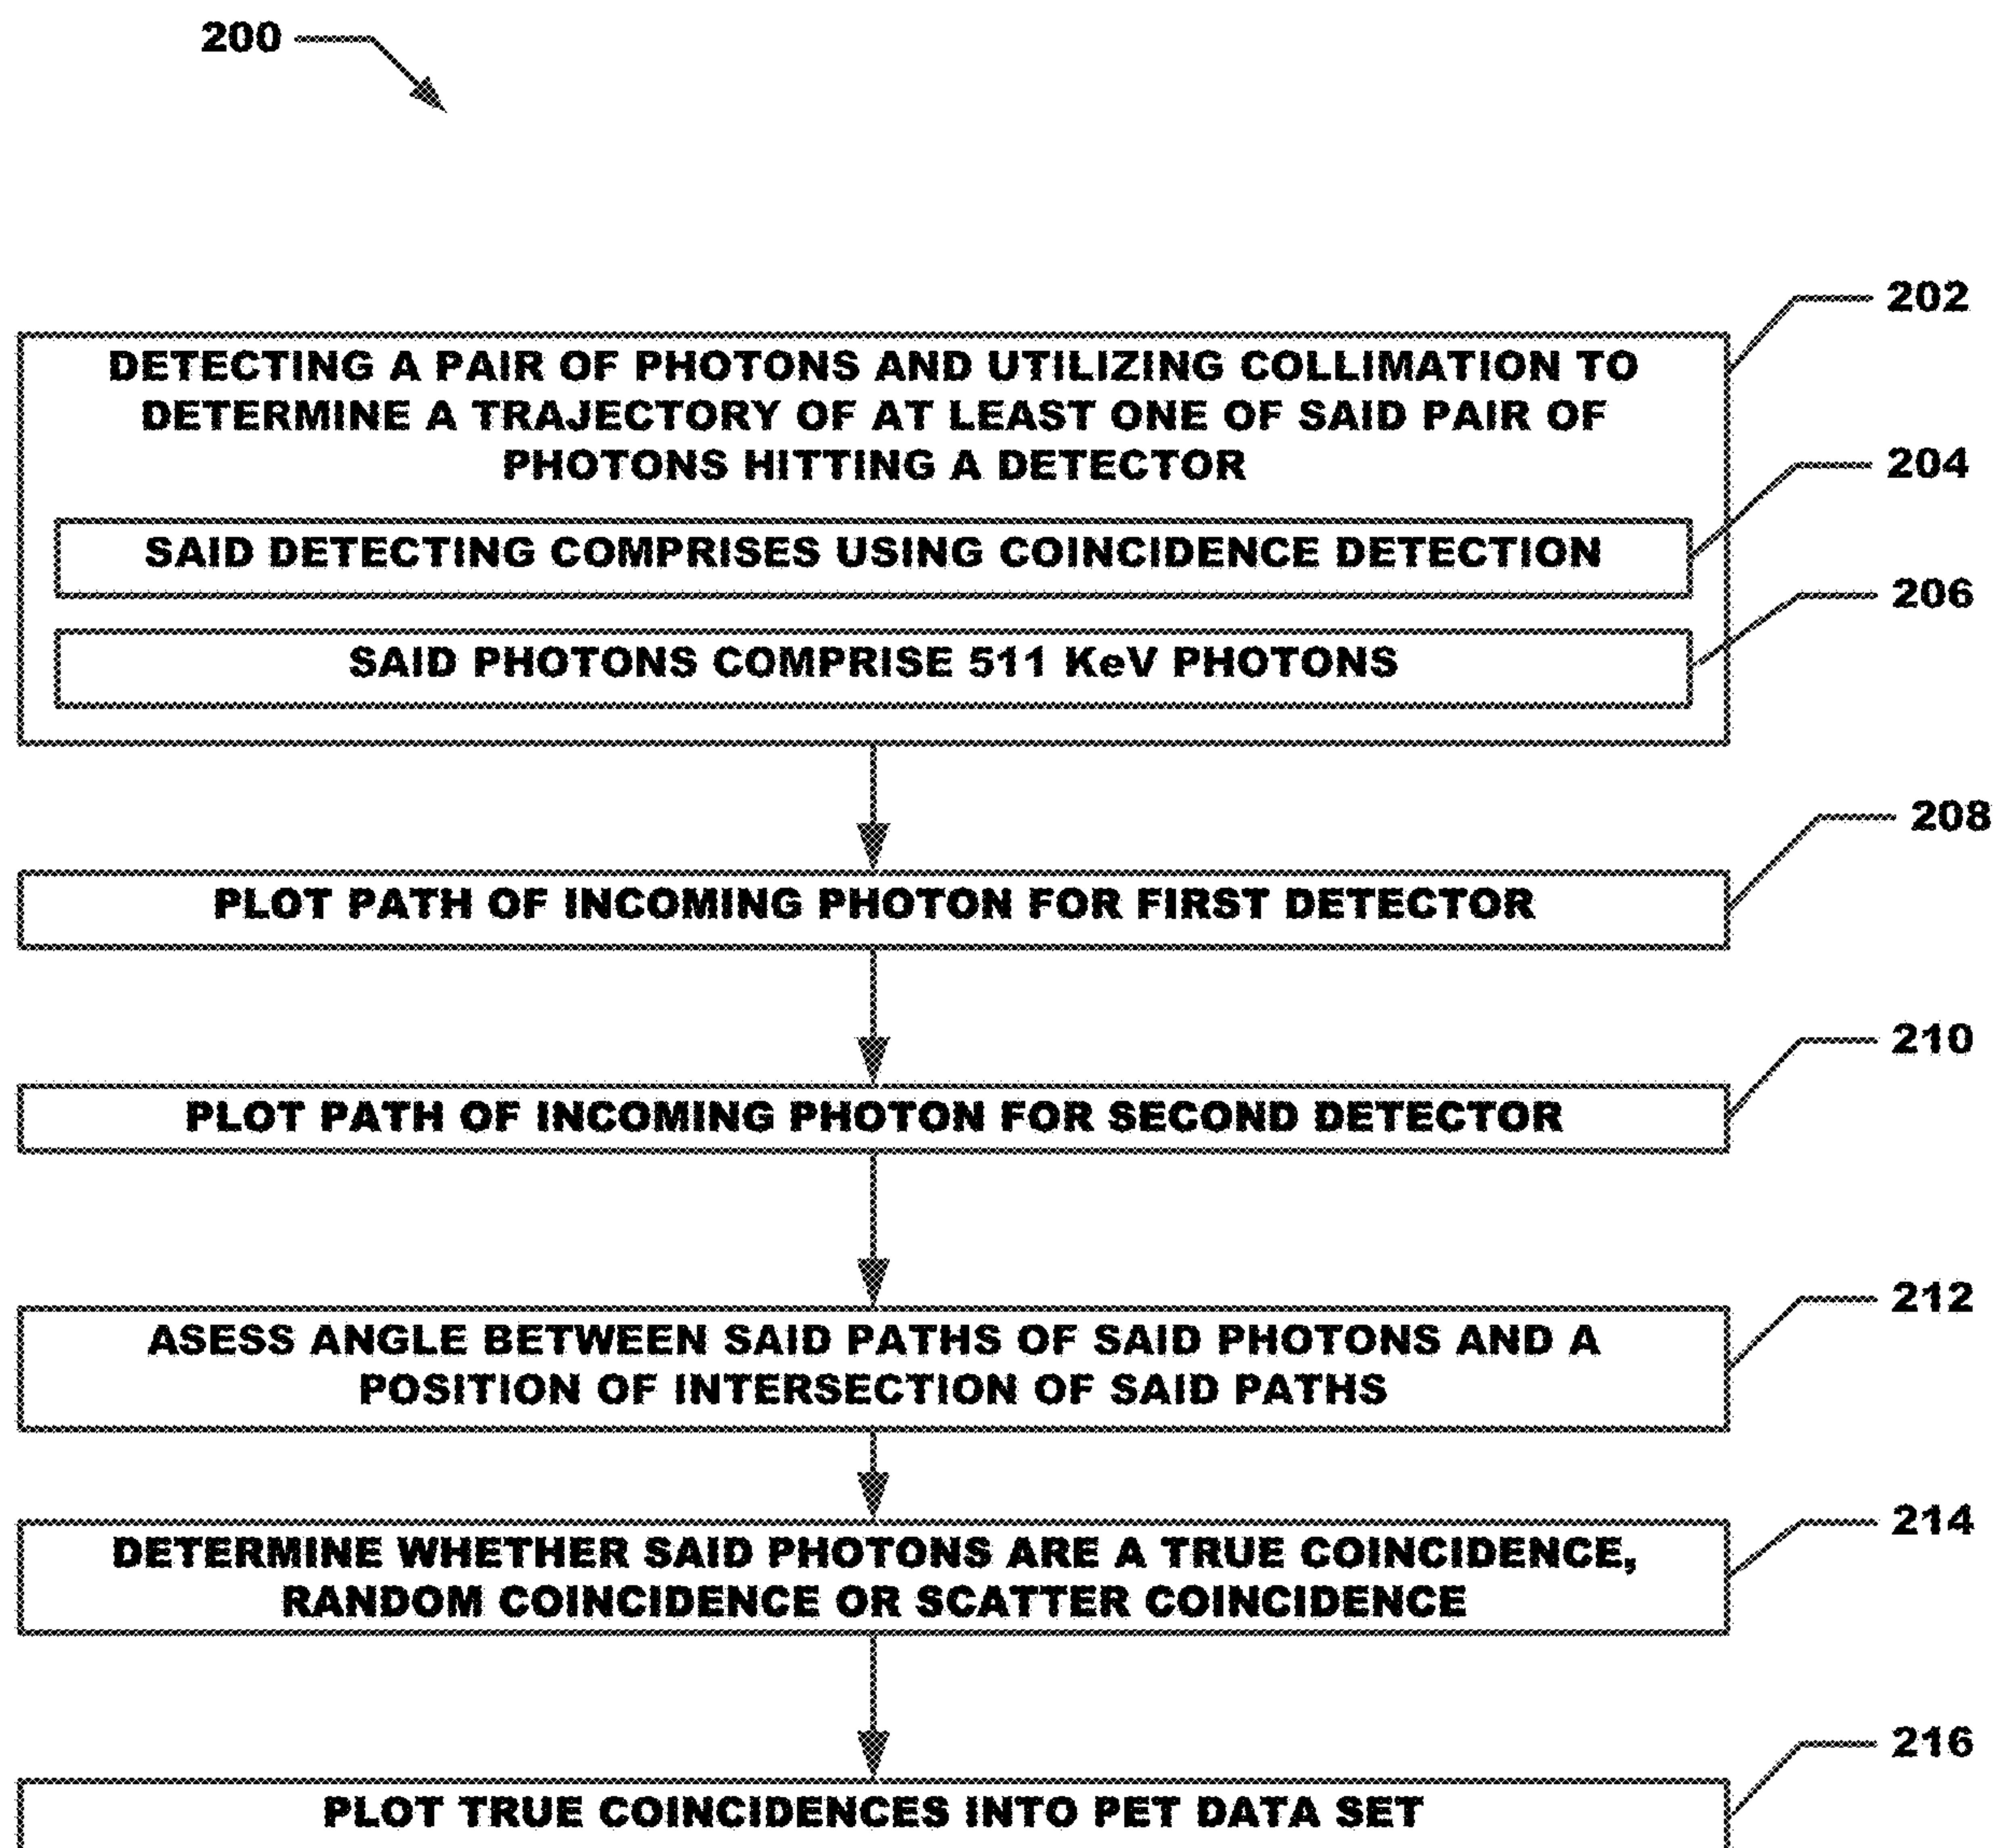 200
202
DETECTING A PAIR OF PHOTONS AND UTILIZING COLLIMATION TO
DETERMINE A TRAJECTORY OF AT LEAST ONE OF SAID PAIR OF
PHOTONS HITTING A DETECTOR
204
SAID DETECTING COMPRISES USING COINCIDENCE DETECTION
206
SAID PHOTONS COMPRISE 511 KeV PHOTONS
208
PLOT PATH OF INCOMING PHOTON FOR FIRST DETECTOR
210
PLOT PATH OF INCOMING PHOTON FOR SECOND DETECTOR
212
ASESS ANGLE BETWEEN SAID PATHS OF SAID PHOTONS AND A
POSITION OF INTERSECTION OF SAID PATHS
214
DETERMINE WHETHER SAID PHOTONS ARE A TRUE COINCIDENCE,
RANDOM COINCIDENCE OR SCATTER COINCIDENCE
216
PLOT TRUE COINCIDENCES INTO PET DATA SET